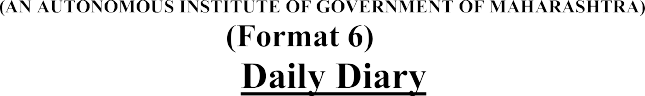 (AN AUTONOMOUS INSTITUTE OF GOVERNMENT OF MAHARASHTRA)
(Format 6)
Daily Diary